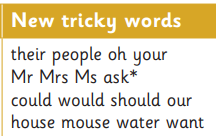 New tricky words
their people oh your
Mr Mrs Ms ask*
could would should our
house mouse water want